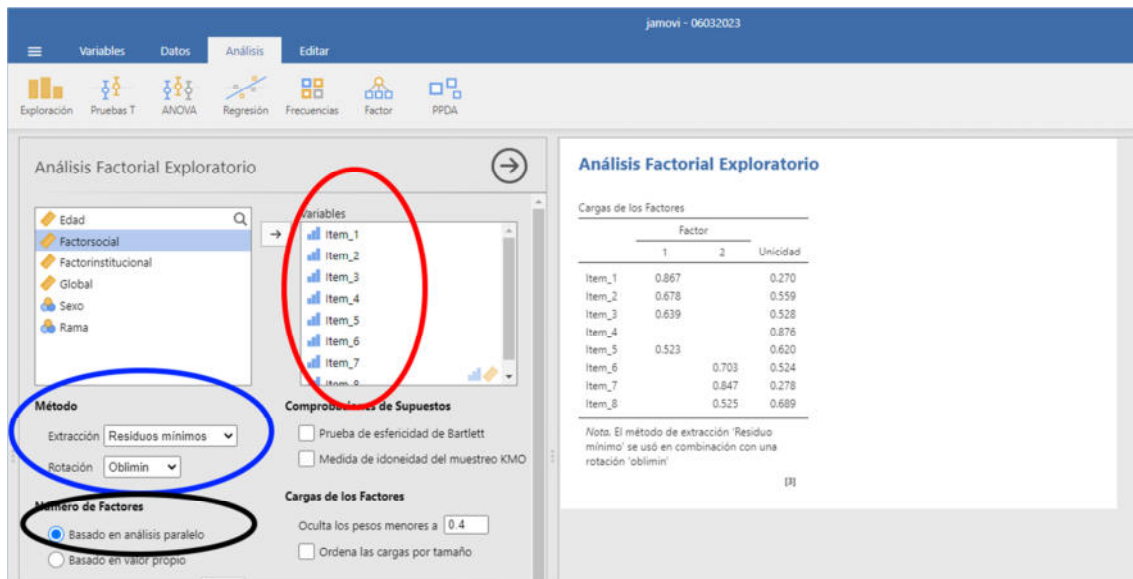 jamovi - 06032023
Variables Datos Análisis Editar
Exploración Pruebas T ANOVA Regresión Frecuencias Factor PPDA
Análisis Factorial Exploratorio
Edad
Factorsocial
Factorinstitucional
Global
Sexo
Rama
Variables
Item_1
Item_2
Item_3
Item_4
Item_5
Item_6
Item_7
Item_8
Método
Extracción Residuos mínimos
Rotación Oblimin
Número de Factores
Basado en análisis paralelo
Basado en valor propio
Comprobaciones de Supuestos
Prueba de esfericidad de Bartlett
Medida de idoneidad del muestreo KMO
Cargas de los Factores
Oculta los pesos menores a 0.4
Ordena las cargas por tamaño
Análisis Factorial Exploratorio
Cargas de los Factores
Factor
1 2 Unicidad
Item_1 0.867 0.270
Item_2 0.678 0.559
Item_3 0.639 0.528
Item_4 0.876
Item_5 0.523 0.620
Item_6 0.703 0.524
Item_7 0.847 0.278
Item_8 0.525 0.689
Nota. El método de extracción 'Residuo
mínimo' se usó en combinación con una
rotación 'oblimin'
[3]